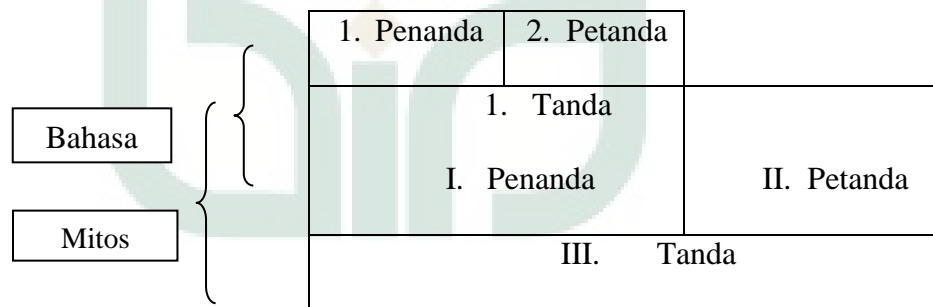 1. Penanda 2. Petanda
1. Tanda
Bahasa
I. Penanda II. Petanda
Mitos
III. Tanda